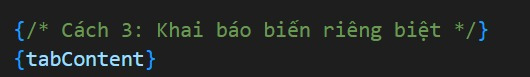 {/* Cách 3: Khai báo biến riêng biệt */}
{tabContent}